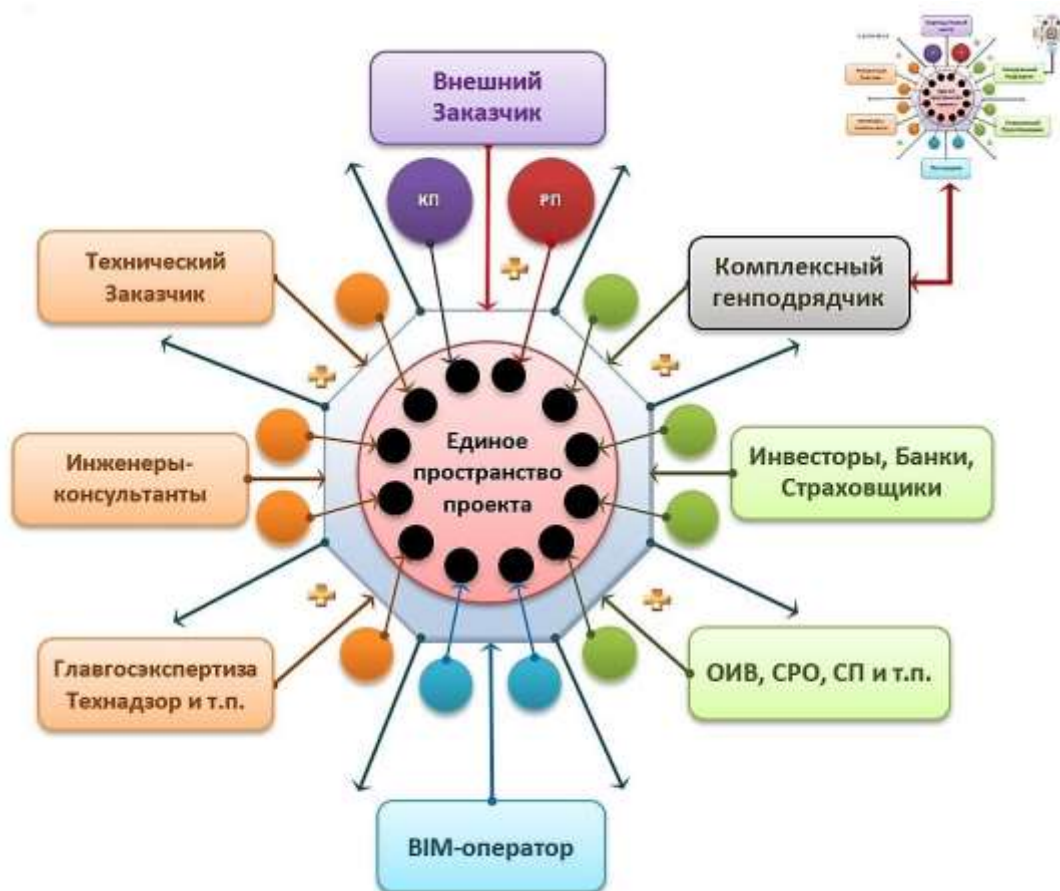 Внешний
Заказчик
КП
РП
Технический
Заказчик
Комплексный
генподрядчик
Единое
пространство
проекта
Инженеры-
консультанты
Инвесторы, Банки,
Страховщики
Главгосэкспертиза
Технадзор и т.п.
ОИВ, СРО, СП и т.п.
BIM-оператор